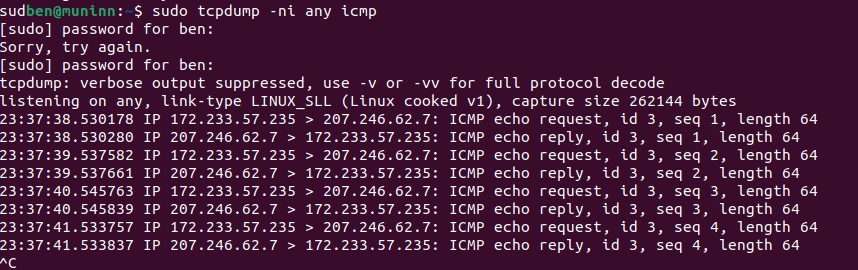 sudben@muninn:~$ sudo tcpdump -ni any icmp
[sudo] password for ben:
Sorry, try again.
[sudo] password for ben:
tcpdump: verbose output suppressed, use -v or -vv for full protocol decode
listening on any, link-type LINUX_SLL (Linux cooked v1), capture size 262144 bytes
23:37:38.530178 IP 172.233.57.235 > 207.246.62.7: ICMP echo request, id 3, seq 1, length 64
23:37:38.530280 IP 207.246.62.7 > 172.233.57.235: ICMP echo reply, id 3, seq 1, length 64
23:37:39.537582 IP 172.233.57.235 > 207.246.62.7: ICMP echo request, id 3, seq 2, length 64
23:37:39.537661 IP 207.246.62.7 > 172.233.57.235: ICMP echo reply, id 3, seq 2, length 64
23:37:40.545763 IP 172.233.57.235 > 207.246.62.7: ICMP echo request, id 3, seq 3, length 64
23:37:40.545839 IP 207.246.62.7 > 172.233.57.235: ICMP echo reply, id 3, seq 3, length 64
23:37:41.533757 IP 172.233.57.235 > 207.246.62.7: ICMP echo request, id 3, seq 4, length 64
23:37:41.533837 IP 207.246.62.7 > 172.233.57.235: ICMP echo reply, id 3, seq 4, length 64
^C